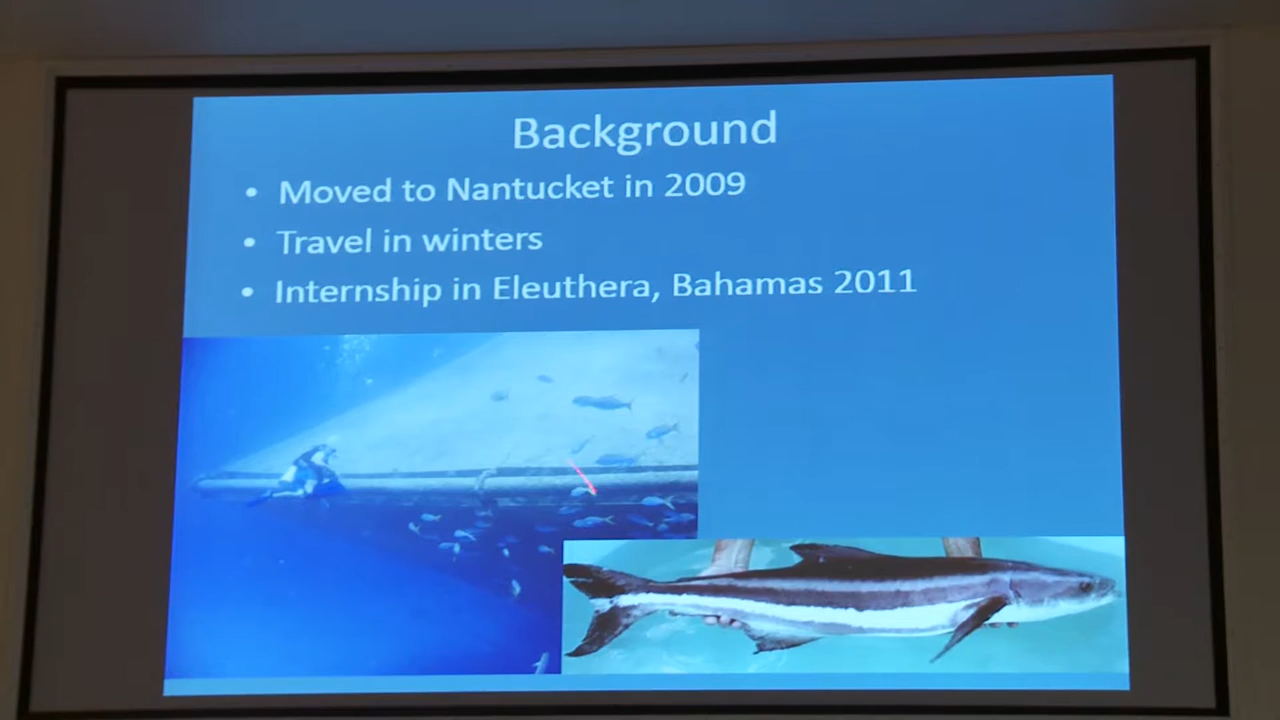 Background
• Moved to Nantucket in 2009
• Travel in winters
• Internship in Eleuthera, Bahamas 2011